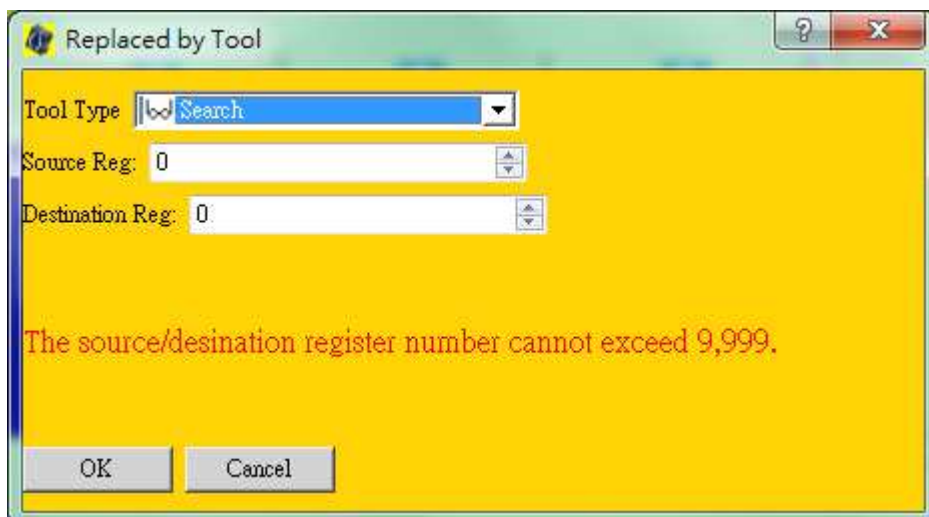 Replaced by Tool
Tool Type Search
Source Reg: 0
Destination Reg: 0
The source/desination register number cannot exceed 9,999.
OK Cancel